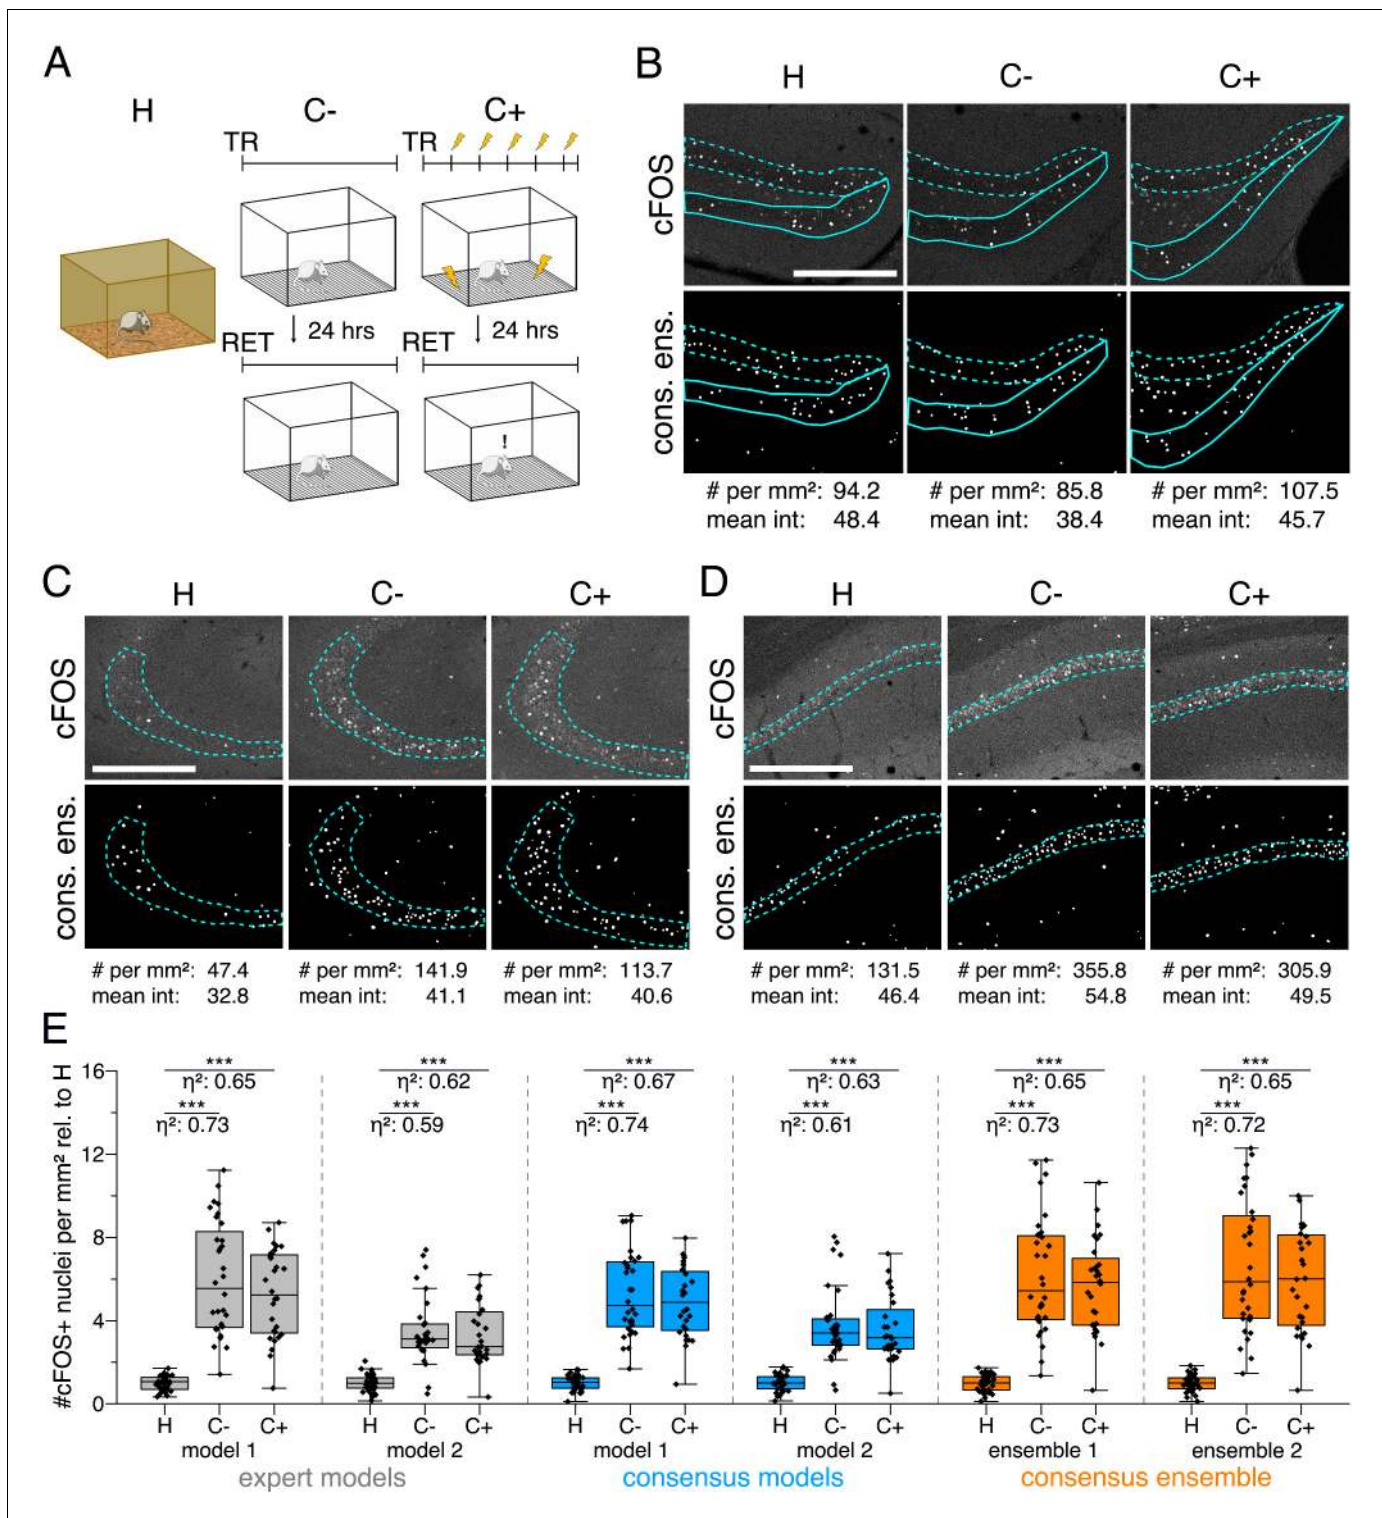 A
H
C-
C+
TR
TR
24 hrs
24 hrs
RET
RET
!
B
H
C-
C+
cFOS
cons. ens.
# per mm²: 94.2
mean int: 48.4
# per mm²: 85.8
mean int: 38.4
# per mm²: 107.5
mean int: 45.7
C
H
C-
C+
cFOS
cons. ens.
# per mm²: 47.4
mean int: 32.8
# per mm²: 141.9
mean int: 41.1
# per mm²: 113.7
mean int: 40.6
D
H
C-
C+
cFOS
cons. ens.
# per mm²: 131.5
mean int: 46.4
# per mm²: 355.8
mean int: 54.8
# per mm²: 305.9
mean int: 49.5
E
#cFOS+ nuclei per mm² rel. to H
16
12
8
4
0
***
η²: 0.65
***
η²: 0.73
***
η²: 0.62
***
η²: 0.59
***
η²: 0.67
***
η²: 0.74
***
η²: 0.63
***
η²: 0.61
***
η²: 0.65
***
η²: 0.73
***
η²: 0.65
***
η²: 0.72
H C- C+ H C- C+ H C- C+ H C- C+ H C- C+ H C- C+
model 1 model 2 model 1 model 2 ensemble 1 ensemble 2
expert models consensus models consensus ensemble